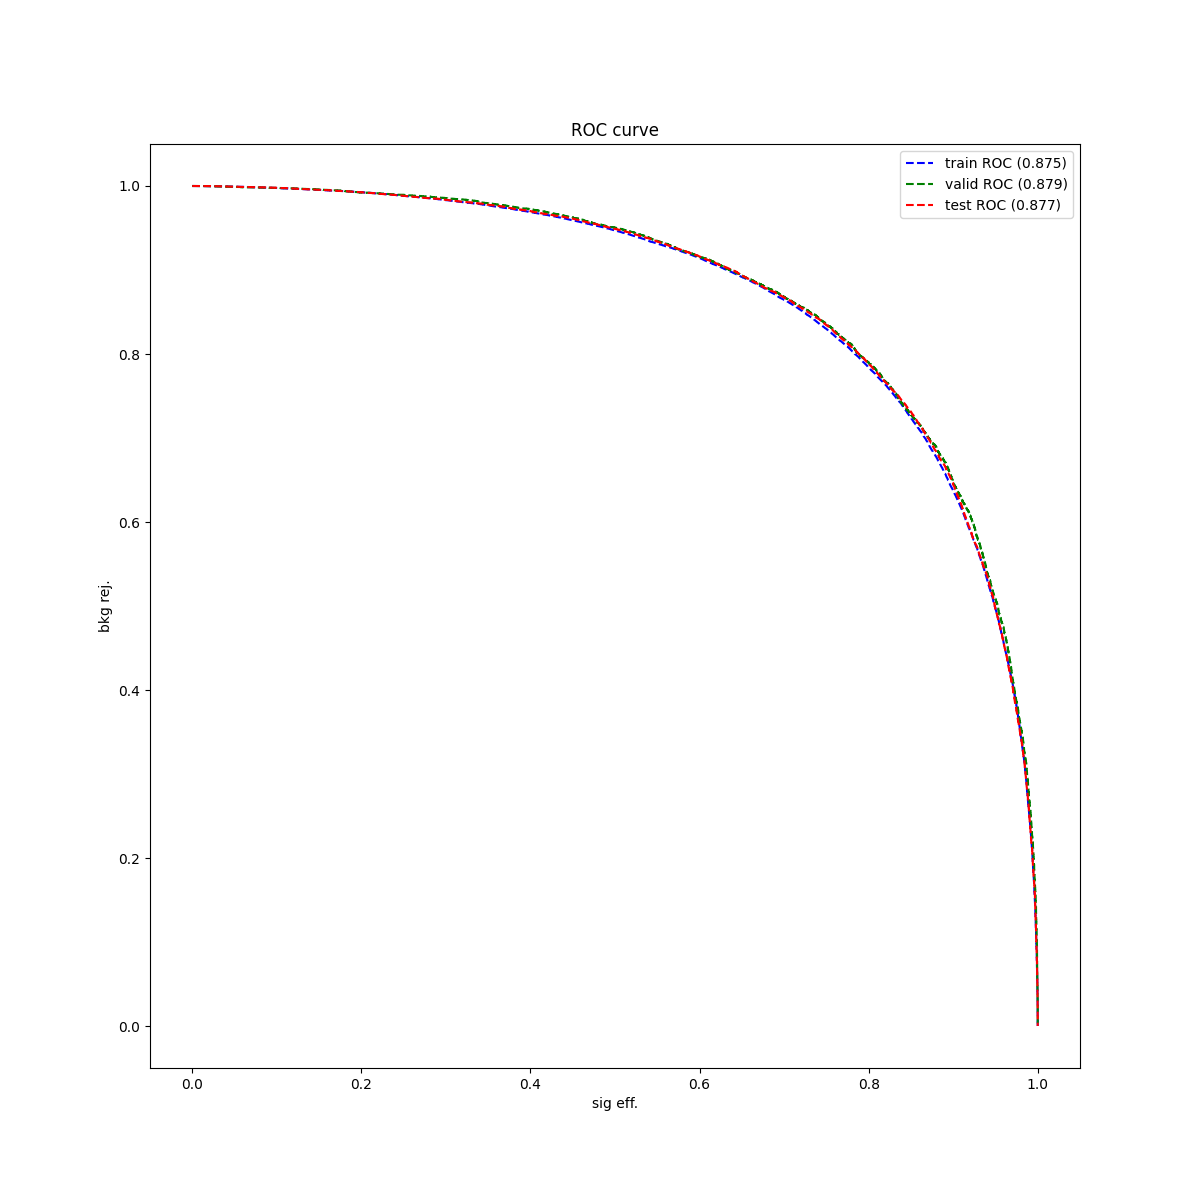 ROC curve
train ROC (0.875)
valid ROC (0.879)
test ROC (0.877)
1.0
0.8
0.6
0.4
0.2
0.0
bkg rej.
0.0 0.2 0.4 0.6 0.8 1.0
sig eff.